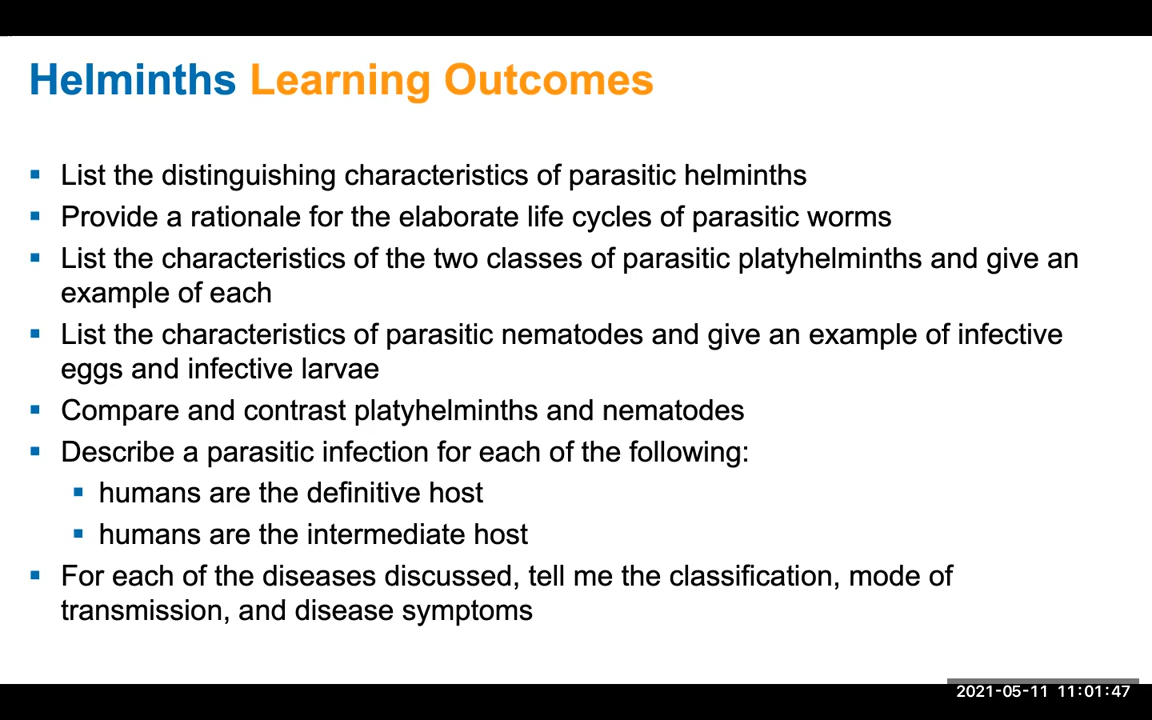 Helminths Learning Outcomes
▪ List the distinguishing characteristics of parasitic helminths
▪ Provide a rationale for the elaborate life cycles of parasitic worms
▪ List the characteristics of the two classes of parasitic platyhelminths and give an
example of each
▪ List the characteristics of parasitic nematodes and give an example of infective
eggs and infective larvae
▪ Compare and contrast platyhelminths and nematodes
▪ Describe a parasitic infection for each of the following:
▪ humans are the definitive host
▪ humans are the intermediate host
▪ For each of the diseases discussed, tell me the classification, mode of
transmission, and disease symptoms
2021-05-11 11:01:47